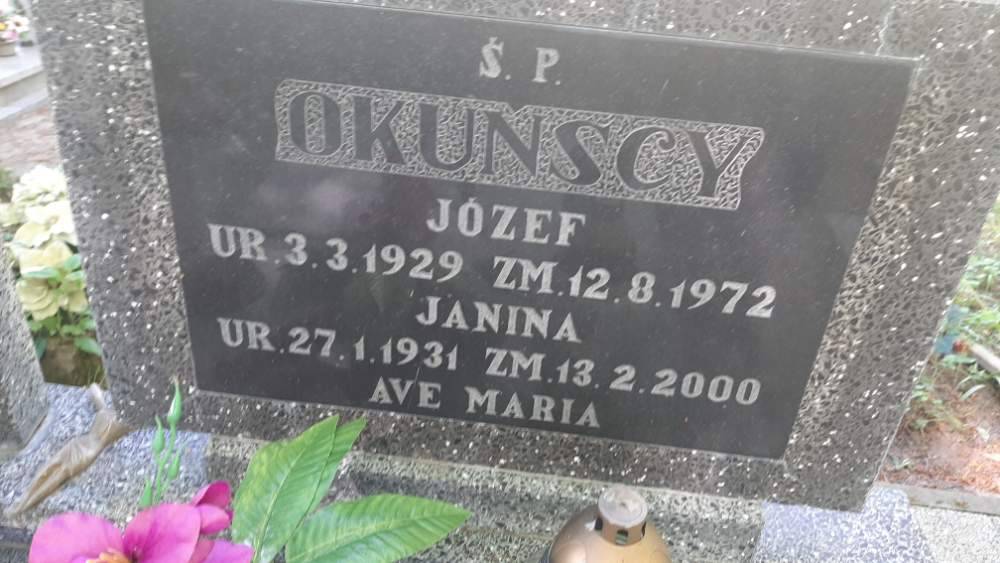 Ś. P.
OKUNSCY
JÓZEF
UR. 3. 3. 1929 ZM. 12. 8. 1972
JANINA
UR. 27. 1. 1931 ZM. 13. 2. 2000
AVE MARIA